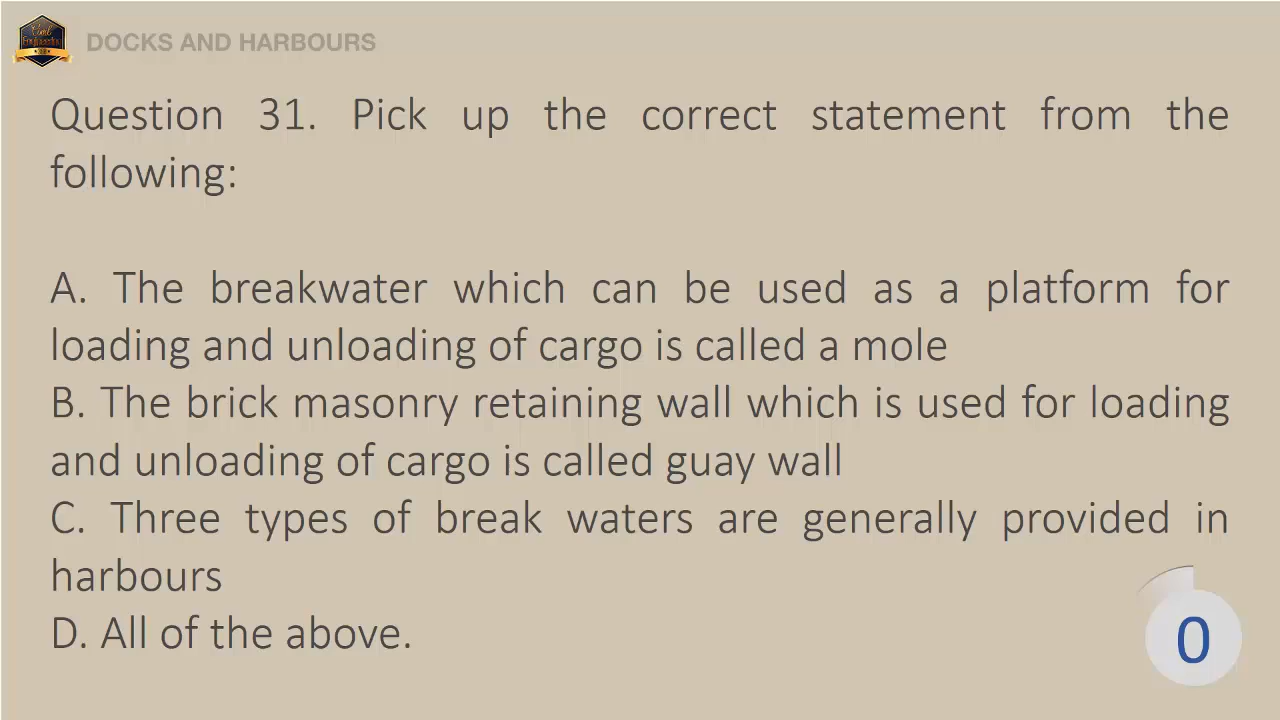 DOCKS AND HARBOURS
Question 31. Pick up the correct statement from the
following:
A. The breakwater which can be used as a platform for
loading and unloading of cargo is called a mole
B. The brick masonry retaining wall which is used for loading
and unloading of cargo is called guay wall
C. Three types of break waters are generally provided in
harbours
D. All of the above.
0